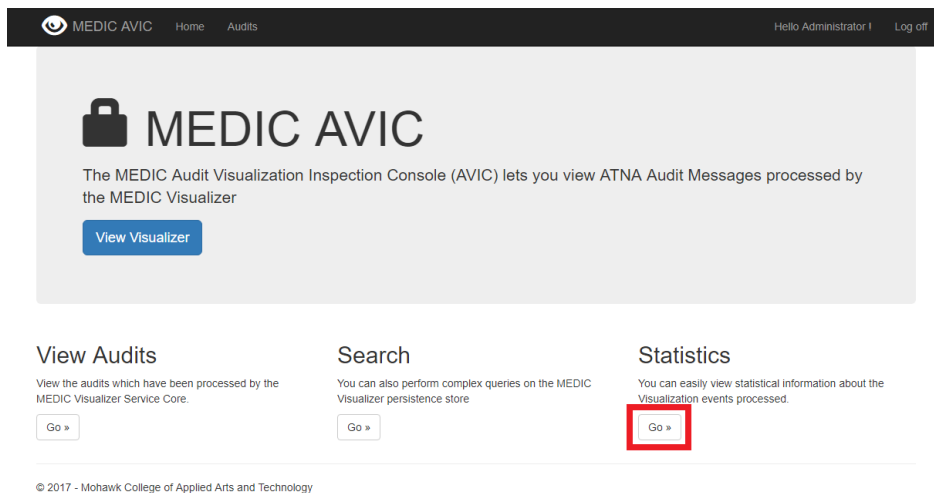 MEDIC AVIC Home Audits Hello Administrator ! Log off
MEDIC AVIC
The MEDIC Audit Visualization Inspection Console (AVIC) lets you view ATNA Audit Messages processed by
the MEDIC Visualizer
View Visualizer
View Audits
View the audits which have been processed by the
MEDIC Visualizer Service Core.
Go »
Search
You can also perform complex queries on the MEDIC
Visualizer persistence store
Go »
Statistics
You can easily view statistical information about the
Visualization events processed.
Go »
© 2017 - Mohawk College of Applied Arts and Technology